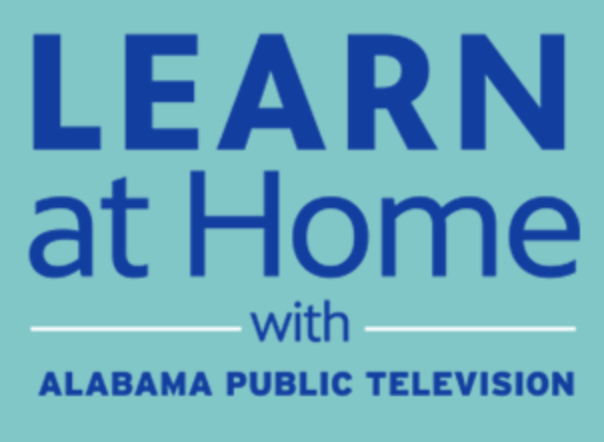 LEARN
at Home
with
ALABAMA PUBLIC TELEVISION